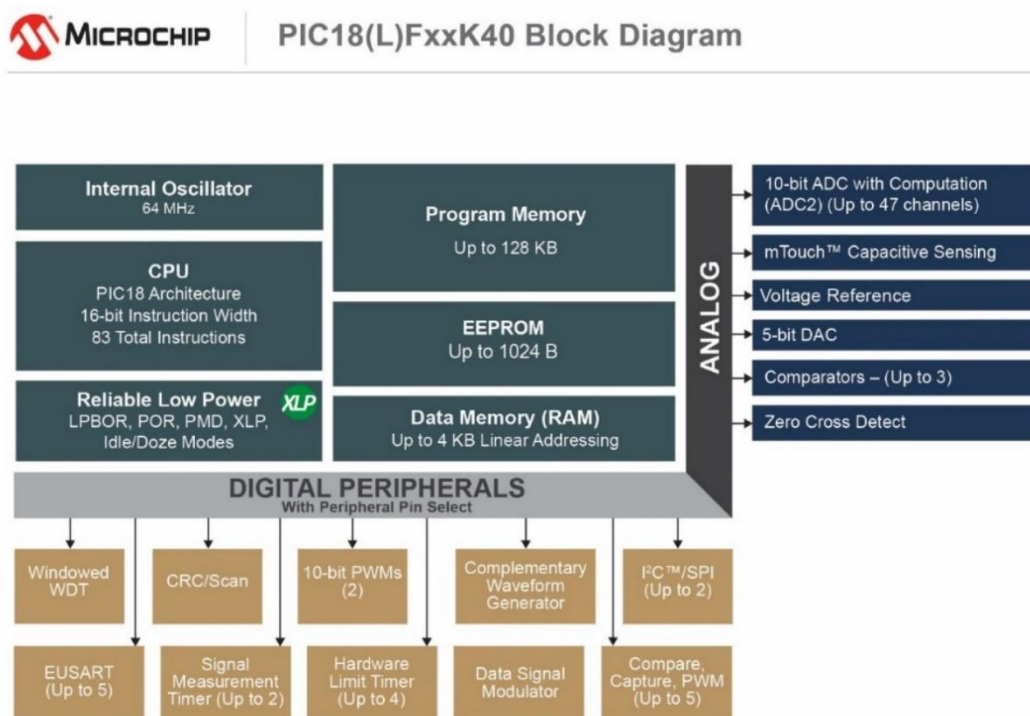 MICROCHIP
PIC18(L)FxxK40 Block Diagram
Internal Oscillator
64 MHz
CPU
PIC18 Architecture
16-bit Instruction Width
83 Total Instructions
Reliable Low Power
LPBOR, POR, PMD, XLP,
Idle/Doze Modes
XLP
Program Memory
Up to 128 KB
EEPROM
Up to 1024 B
Data Memory (RAM)
Up to 4 KB Linear Addressing
ANALOG
10-bit ADC with Computation
(ADC2) (Up to 47 channels)
mTouch™ Capacitive Sensing
Voltage Reference
5-bit DAC
Comparators – (Up to 3)
Zero Cross Detect
DIGITAL PERIPHERALS
With Peripheral Pin Select
Windowed
WDT
CRC/Scan
10-bit PWMs
(2)
Complementary
Waveform
Generator
I²C™/SPI
(Up to 2)
EUSART
(Up to 5)
Signal
Measurement
Timer (Up to 2)
Hardware
Limit Timer
(Up to 4)
Data Signal
Modulator
Compare,
Capture, PWM
(Up to 5)